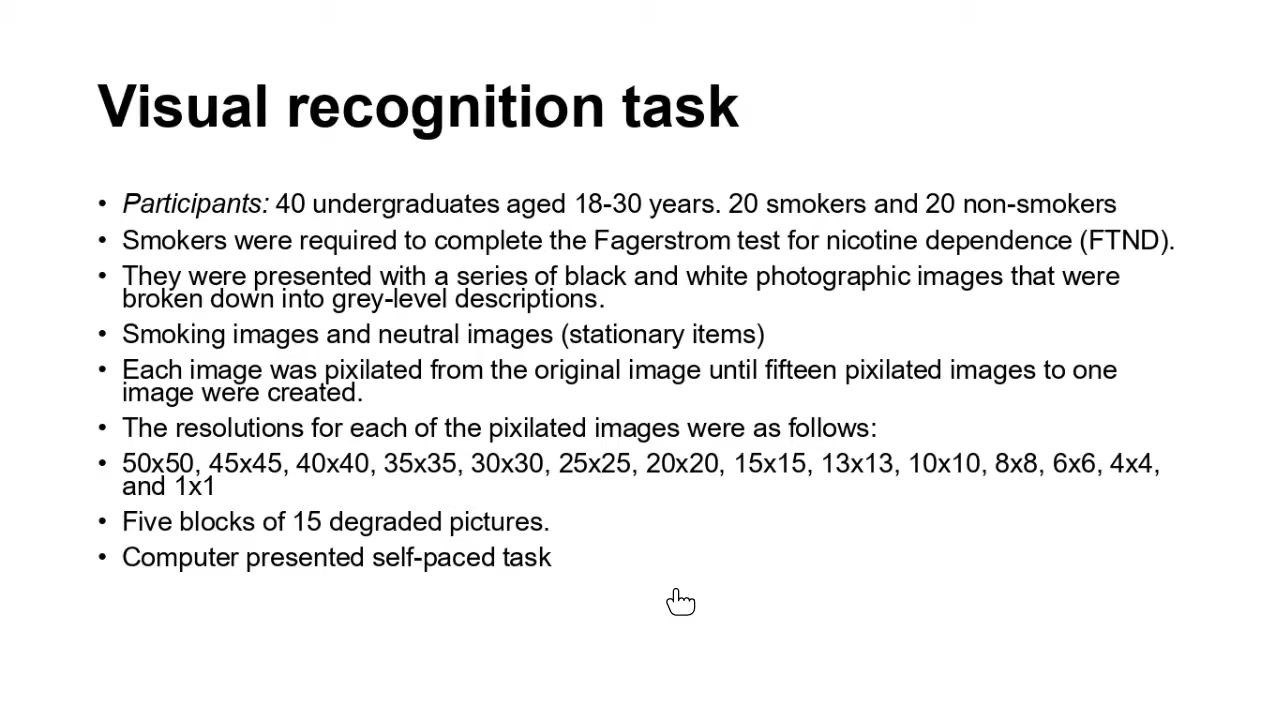 Visual recognition task
• Participants: 40 undergraduates aged 18-30 years. 20 smokers and 20 non-smokers
• Smokers were required to complete the Fagerstrom test for nicotine dependence (FTND).
• They were presented with a series of black and white photographic images that were
broken down into grey-level descriptions.
• Smoking images and neutral images (stationary items)
• Each image was pixilated from the original image until fifteen pixilated images to one
image were created.
• The resolutions for each of the pixilated images were as follows:
• 50x50, 45x45, 40x40, 35x35, 30x30, 25x25, 20x20, 15x15, 13x13, 10x10, 8x8, 6x6, 4x4,
and 1x1
• Five blocks of 15 degraded pictures.
• Computer presented self-paced task